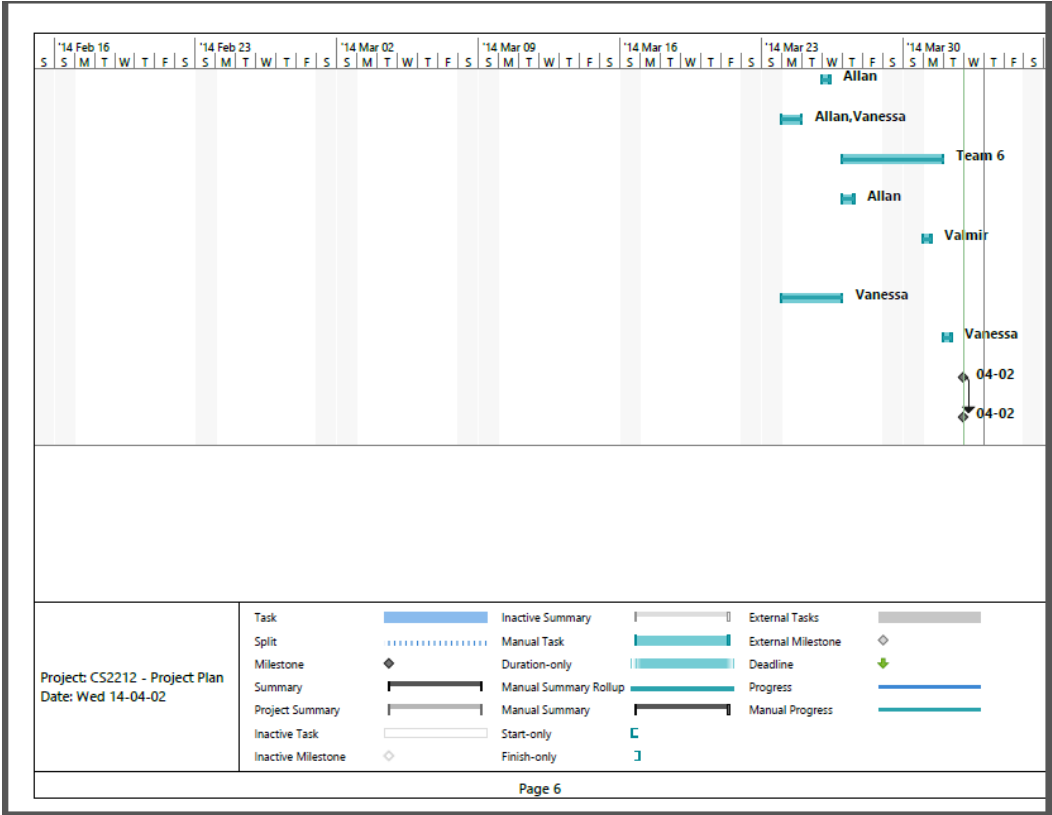 '14 Feb 16 '14 Feb 23 '14 Mar 02 '14 Mar 09 '14 Mar 16 '14 Mar 23 '14 Mar 30
S S M T W T F S S M T W T F S S M T W T F S S M T W T F S S M T W T F S S M T W T F S S M T W T F S
Allan
Allan,Vanessa
Team 6
Allan
Valmir
Vanessa
Vanessa
04-02
04-02
Project: CS2212 - Project Plan
Date: Wed 14-04-02
Task
Split
Milestone
Summary
Project Summary
Inactive Task
Inactive Milestone
Inactive Summary
Manual Task
Duration-only
Manual Summary Rollup
Manual Summary
Start-only
Finish-only
External Tasks
External Milestone
Deadline
Progress
Manual Progress
Page 6